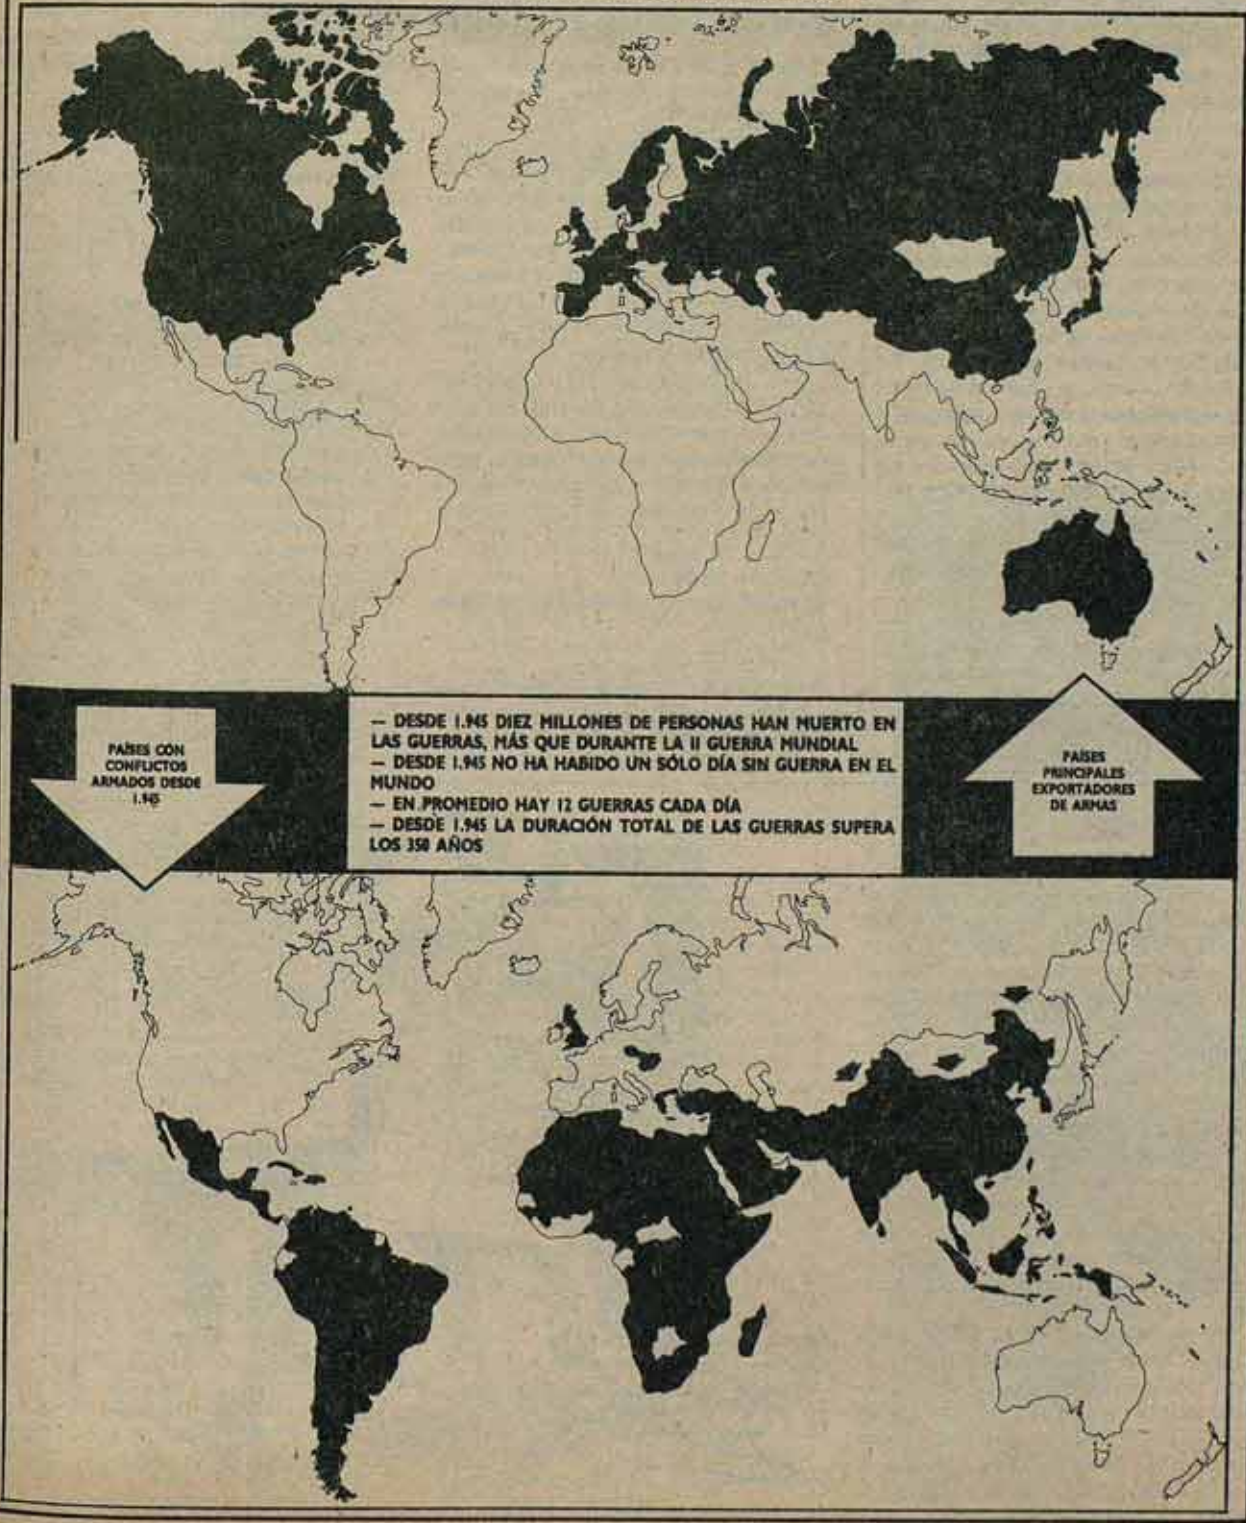 PAÍSES CON
CONFLICTOS
ARMADOS DESDE
1.945
— DESDE 1.945 DIEZ MILLONES DE PERSONAS HAN MUERTO EN
LAS GUERRAS, MÁS QUE DURANTE LA II GUERRA MUNDIAL
— DESDE 1.945 NO HA HABIDO UN SÓLO DÍA SIN GUERRA EN EL
MUNDO
— EN PROMEDIO HAY 12 GUERRAS CADA DÍA
— DESDE 1.945 LA DURACIÓN TOTAL DE LAS GUERRAS SUPERA
LOS 350 AÑOS
PAÍSES
PRINCIPALES
EXPORTADORES
DE ARMAS